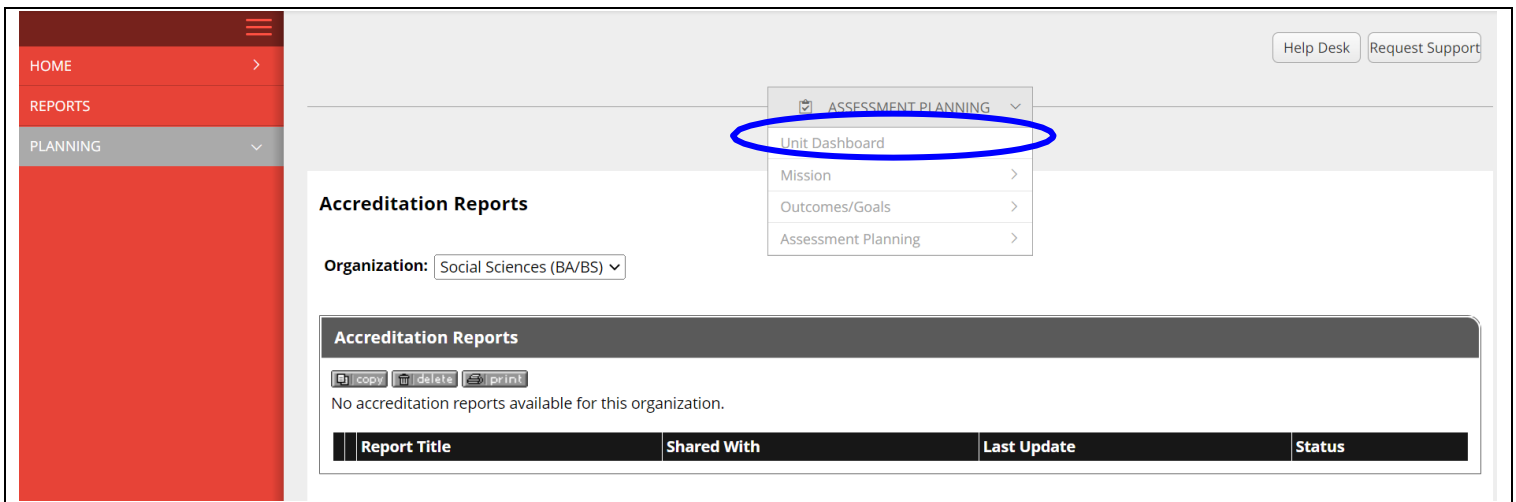 HOME
REPORTS
PLANNING
Help Desk
Request Support
ASSESSMENT PLANNING
Unit Dashboard
Mission
Outcomes/Goals
Assessment Planning
Accreditation Reports
Organization: Social Sciences (BA/BS)
Accreditation Reports
copy delete print
No accreditation reports available for this organization.
Report Title Shared With Last Update Status